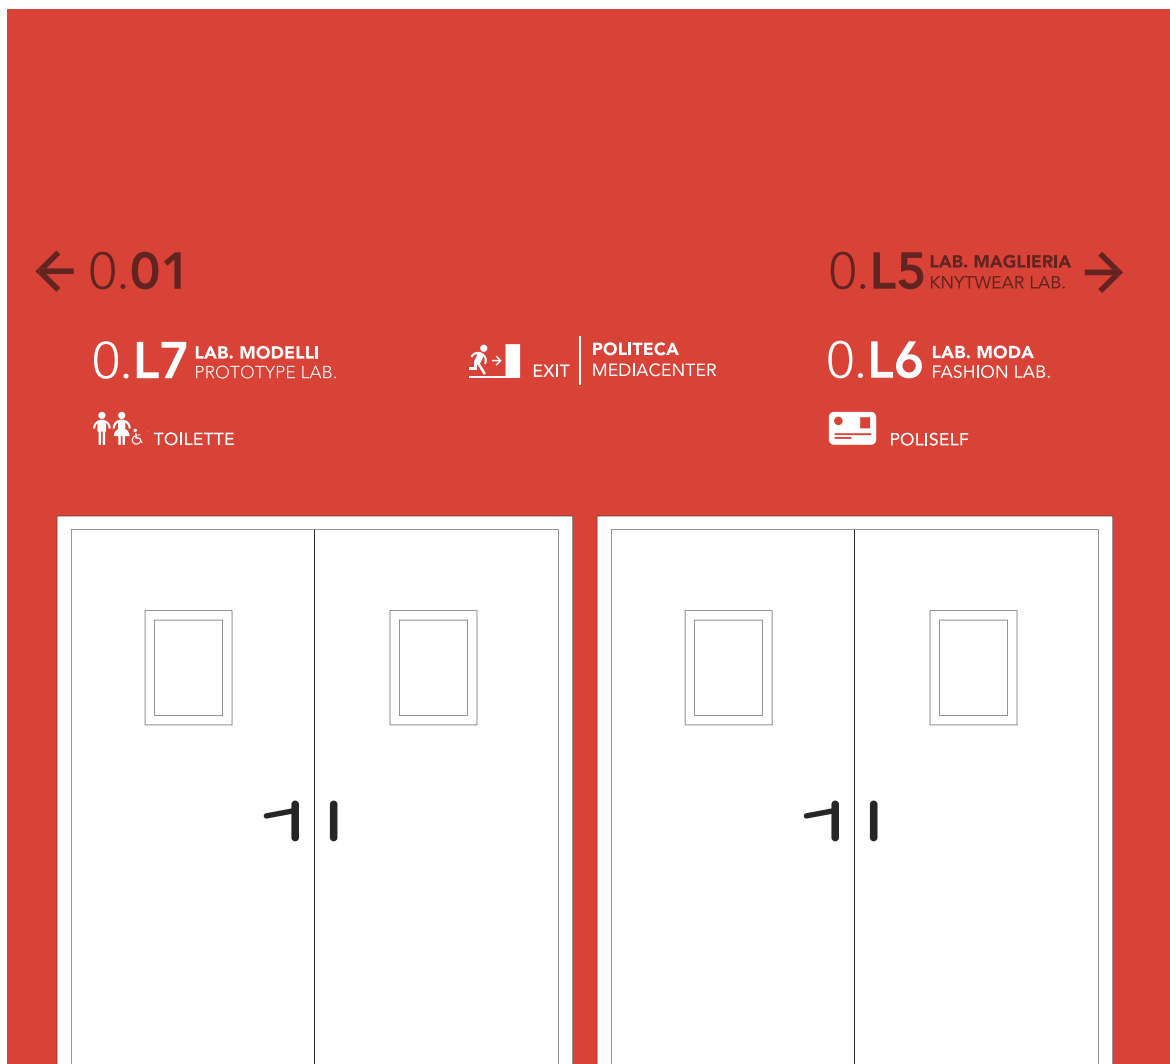 ← 0.01
0.L5 LAB. MAGLIERIA
KNYTWEAR LAB. →
0.L7 LAB. MODELLI
PROTOTYPE LAB.
EXIT
POLITECA
MEDIACENTER
0.L6 LAB. MODA
FASHION LAB.
TOILETTE
POLISELF